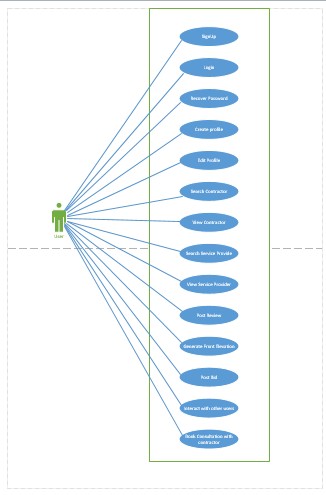 SignUp
Login
Recover Password
Create profile
Edit Profile
Search Contractor
View Contractor
User
Search Service Provide
View Service Provider
Post Review
Generate Front Elevation
Post Bid
Interact with other users
Book Consultation with
contractor